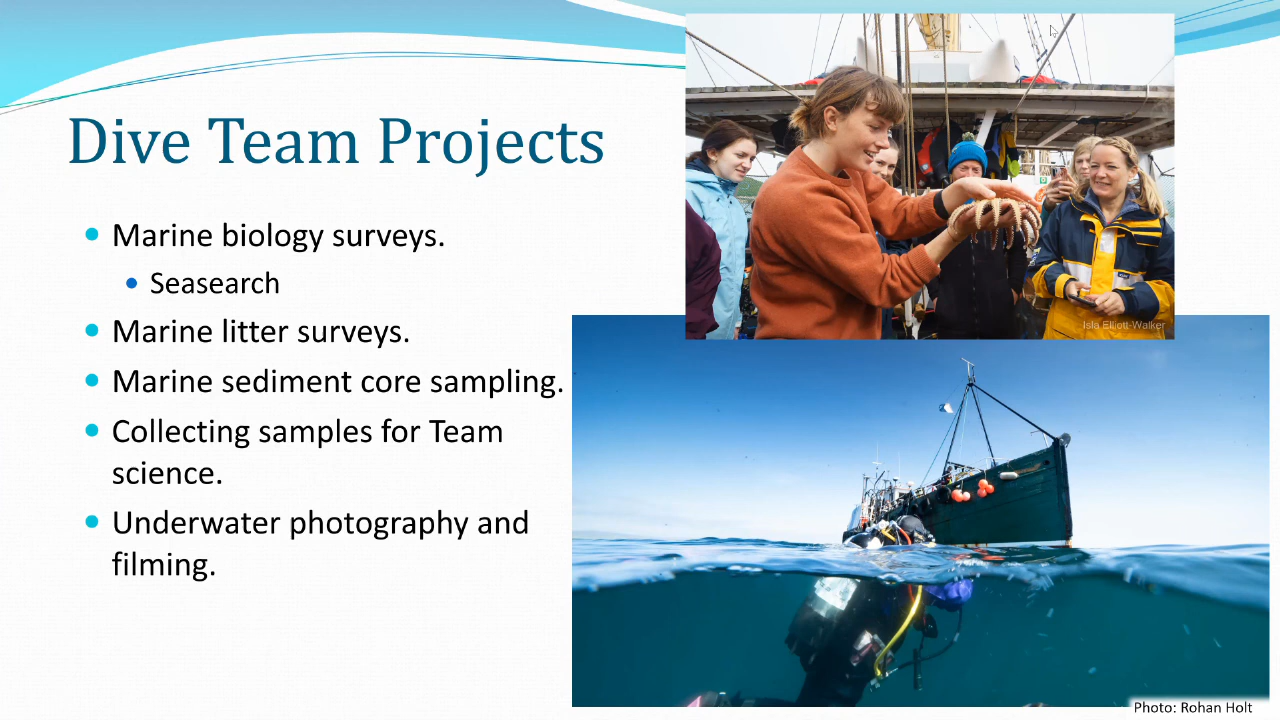 Dive Team Projects
Marine biology surveys.
Seasearch
Marine litter surveys.
Marine sediment core sampling.
Collecting samples for Team
science.
Underwater photography and
filming.
Isla Elliott-Walker
Photo: Rohan Holt